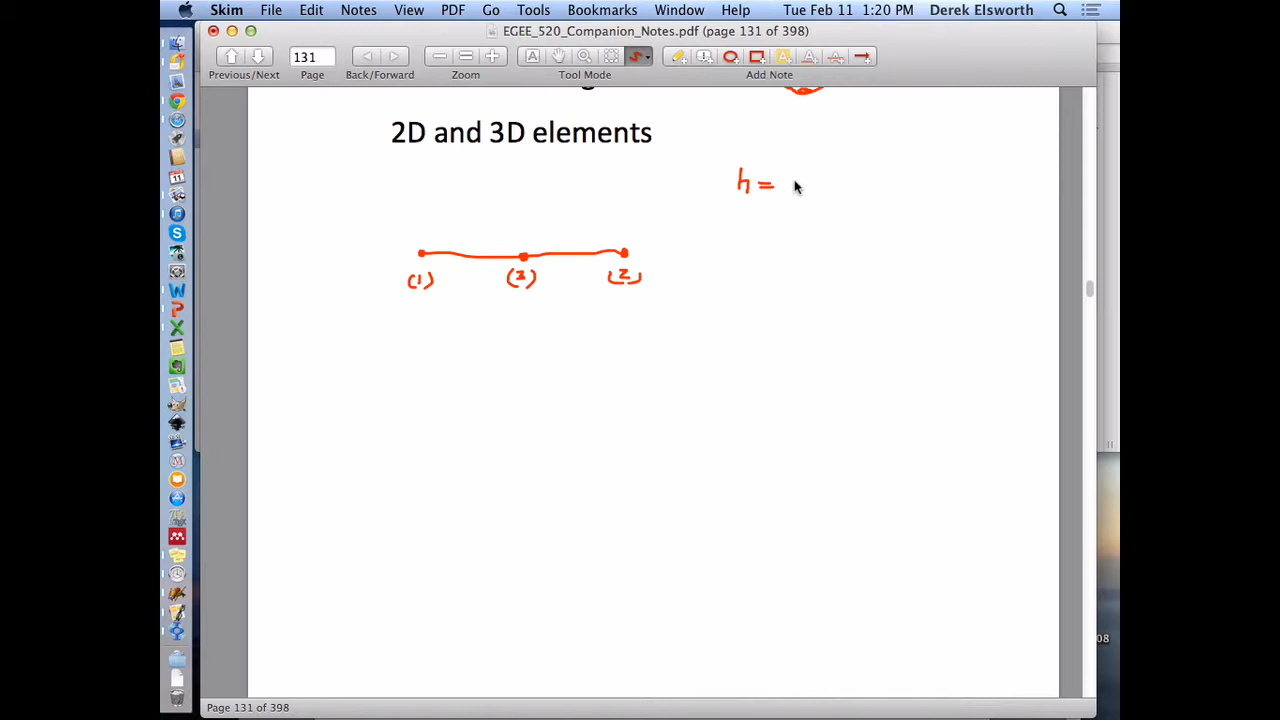 Skim File Edit Notes View PDF Go Tools Bookmarks Window Help Tue Feb 11 1:20 PM Derek Elsworth
EGEE_520_Companion_Notes.pdf (page 131 of 398)
131
Previous/Next Page Back/Forward Zoom Tool Mode Add Note
2D and 3D elements
h =
(1) (3) (2)
08
Page 131 of 398